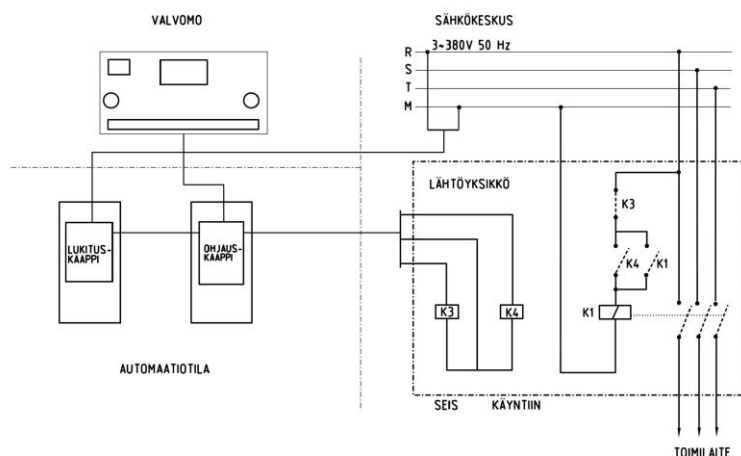 VALVOMO
SÄHKÖKESKUS
3~380V 50 Hz
R
S
T
M
LÄHTÖYKSIKKÖ
K3
K4
K1
LUKITUS-
KAAPPI
OHJAUS-
KAAPPI
K3
K4
K1
AUTOMAATIOTILA
SEIS
KÄYNTIIN
TOIMILAITE